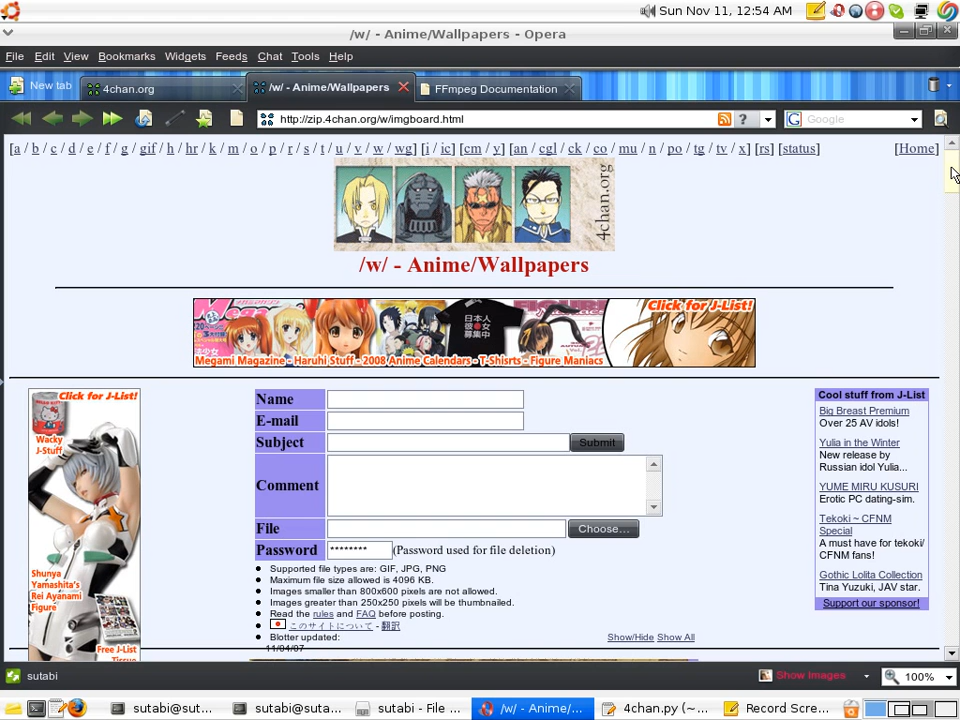 Sun Nov 11, 12:54 AM
/w/ - Anime/Wallpapers - Opera
File Edit View Bookmarks Widgets Feeds Chat Tools Help
New tab
4chan.org
/w/ - Anime/Wallpapers
FFmpeg Documentation
http://zip.4chan.org/w/imgboard.html
Google
[a / b / c / d / e / f / g / gif / h / hr / k / m / o / p / r / s / t / u / v / w / wg] [i / ic] [cm / y] [an / cgl / ck / co / mu / n / po / tg / tv / x] [rs] [status]
[Home]
4chan.org
/w/ - Anime/Wallpapers
Click for J-List!
日本人
彼女
募集中
Megami Magazine - Haruhi Stuff - 2008 Anime Calendars - T-Shisrts - Figure Maniacs
Click for J-List!
Wacky
J-Stuff
Shunya
Yamashita's
Rei Ayanami
Figure
Free J-List
Tissue
Name
E-mail
Subject
Submit
Comment
File
Choose...
Password
********
(Password used for file deletion)
Supported file types are: GIF, JPG, PNG
Maximum file size allowed is 4096 KB.
Images smaller than 800x600 pixels are not allowed.
Images greater than 250x250 pixels will be thumbnailed.
Read the rules and FAQ before posting.
このサイトについて - 翻訳
Blotter updated:
11/04/07
Show/Hide Show All
Cool stuff from J-List
Big Breast Premium
Over 25 AV idols!
Yulia in the Winter
New release by
Russian idol Yulia...
YUME MIRU KUSURI
Erotic PC dating-sim.
Tekoki ~ CFNM
Special
A must have for tekoki/
CFNM fans!
Gothic Lolita Collection
Tina Yuzuki, JAV star.
Support our sponsor!
sutabi
Show Images
100%
sutabi@sut...
sutabi@suta...
sutabi - File ...
/w/ - Anime/...
4chan.py (~...
Record Scre...